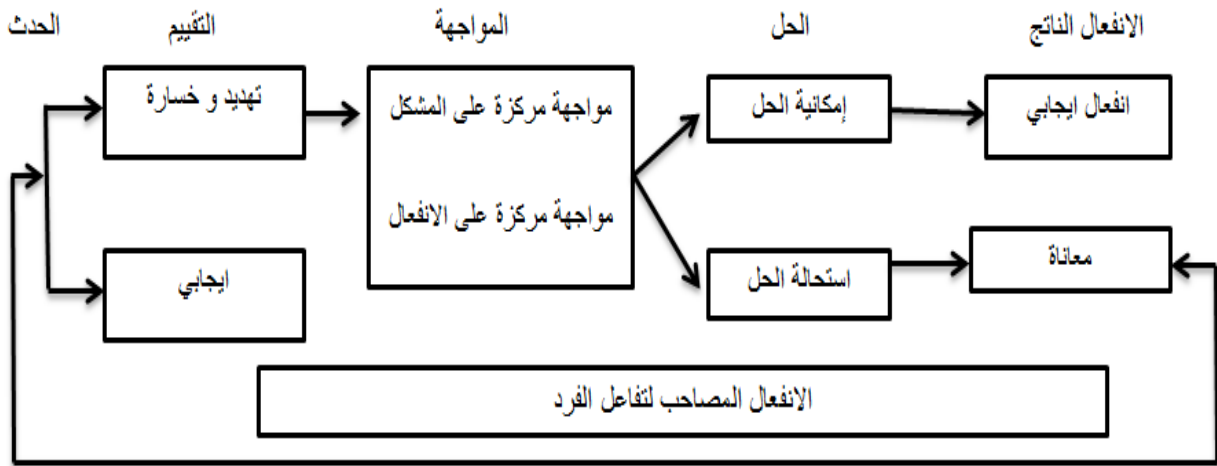 الحدث
التقييم
المواجهة
الحل
الانفعال الناتج
تهديد و خسارة
مواجهة مركزة على المشكل
إمكانية الحل
انفعال ايجابي
مواجهة مركزة على الانفعال
ايجابي
استحالة الحل
معاناة
الانفعال المصاحب لتفاعل الفرد